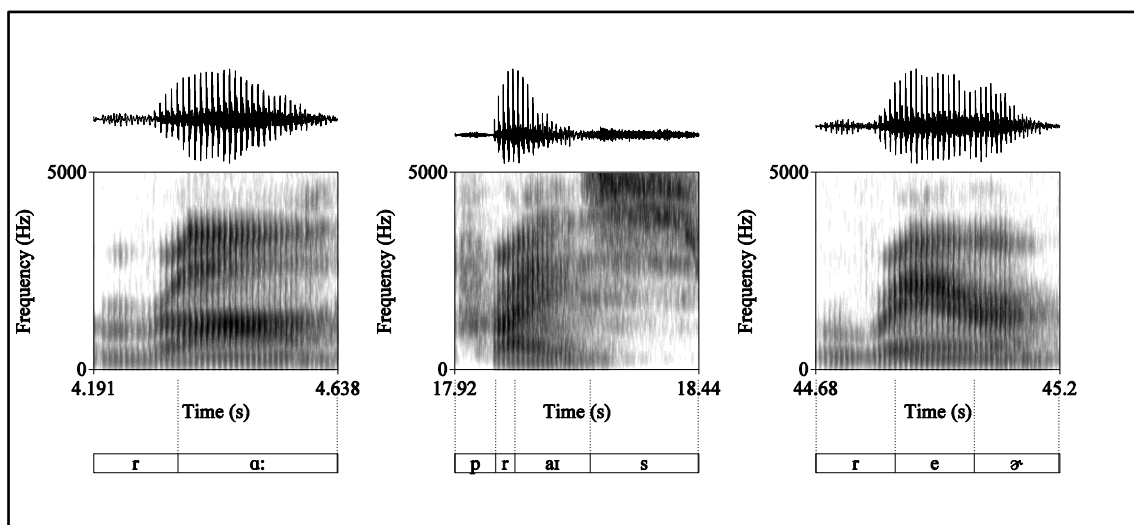 5000 5000 5000
Frequency (Hz) Frequency (Hz) Frequency (Hz)
0 0 0
4.191 4.638 17.92 18.44 44.68 45.2
Time (s) Time (s) Time (s)
r ɑ: p r aɪ s r e ɚ